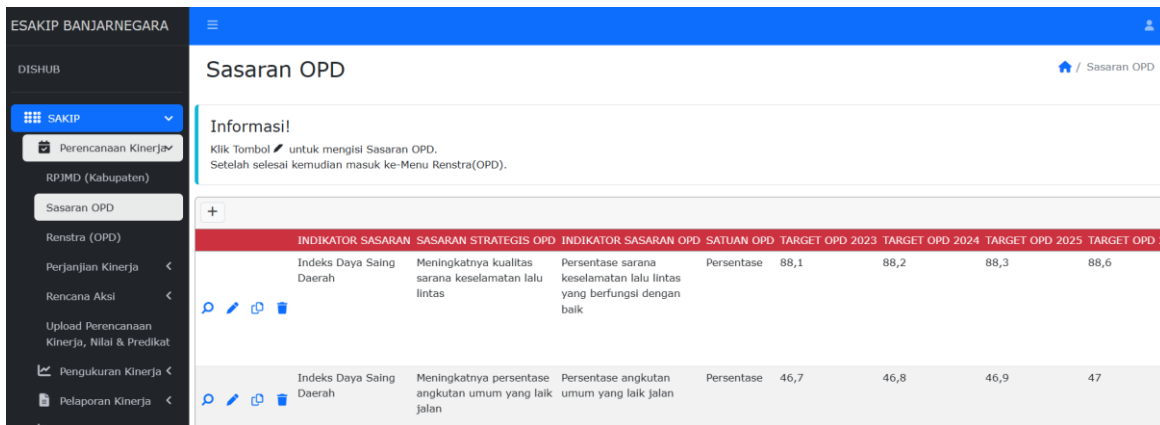 ESAKIP BANJARNEGARA
DISHUB
SAKIP
Perencanaan Kinerja
RPJMD (Kabupaten)
Sasaran OPD
Renstra (OPD)
Perjanjian Kinerja
Rencana Aksi
Upload Perencanaan
Kinerja, Nilai & Predikat
Pengukuran Kinerja
Pelaporan Kinerja
Sasaran OPD
/ Sasaran OPD
Informasi!
Klik Tombol untuk mengisi Sasaran OPD.
Setelah selesai kemudian masuk ke-Menu Renstra(OPD).
+
INDIKATOR SASARAN SASARAN STRATEGIS OPD INDIKATOR SASARAN OPD SATUAN OPD TARGET OPD 2023 TARGET OPD 2024 TARGET OPD 2025 TARGET OPD
Indeks Daya Saing Meningkatnya kualitas Persentase sarana Persentase 88,1 88,2 88,3 88,6
Daerah sarana keselamatan lalu keselamatan lalu lintas
lintas yang berfungsi dengan
baik
Indeks Daya Saing Meningkatnya persentase Persentase angkutan Persentase 46,7 46,8 46,9 47
Daerah angkutan umum yang laik umum yang laik jalan
jalan